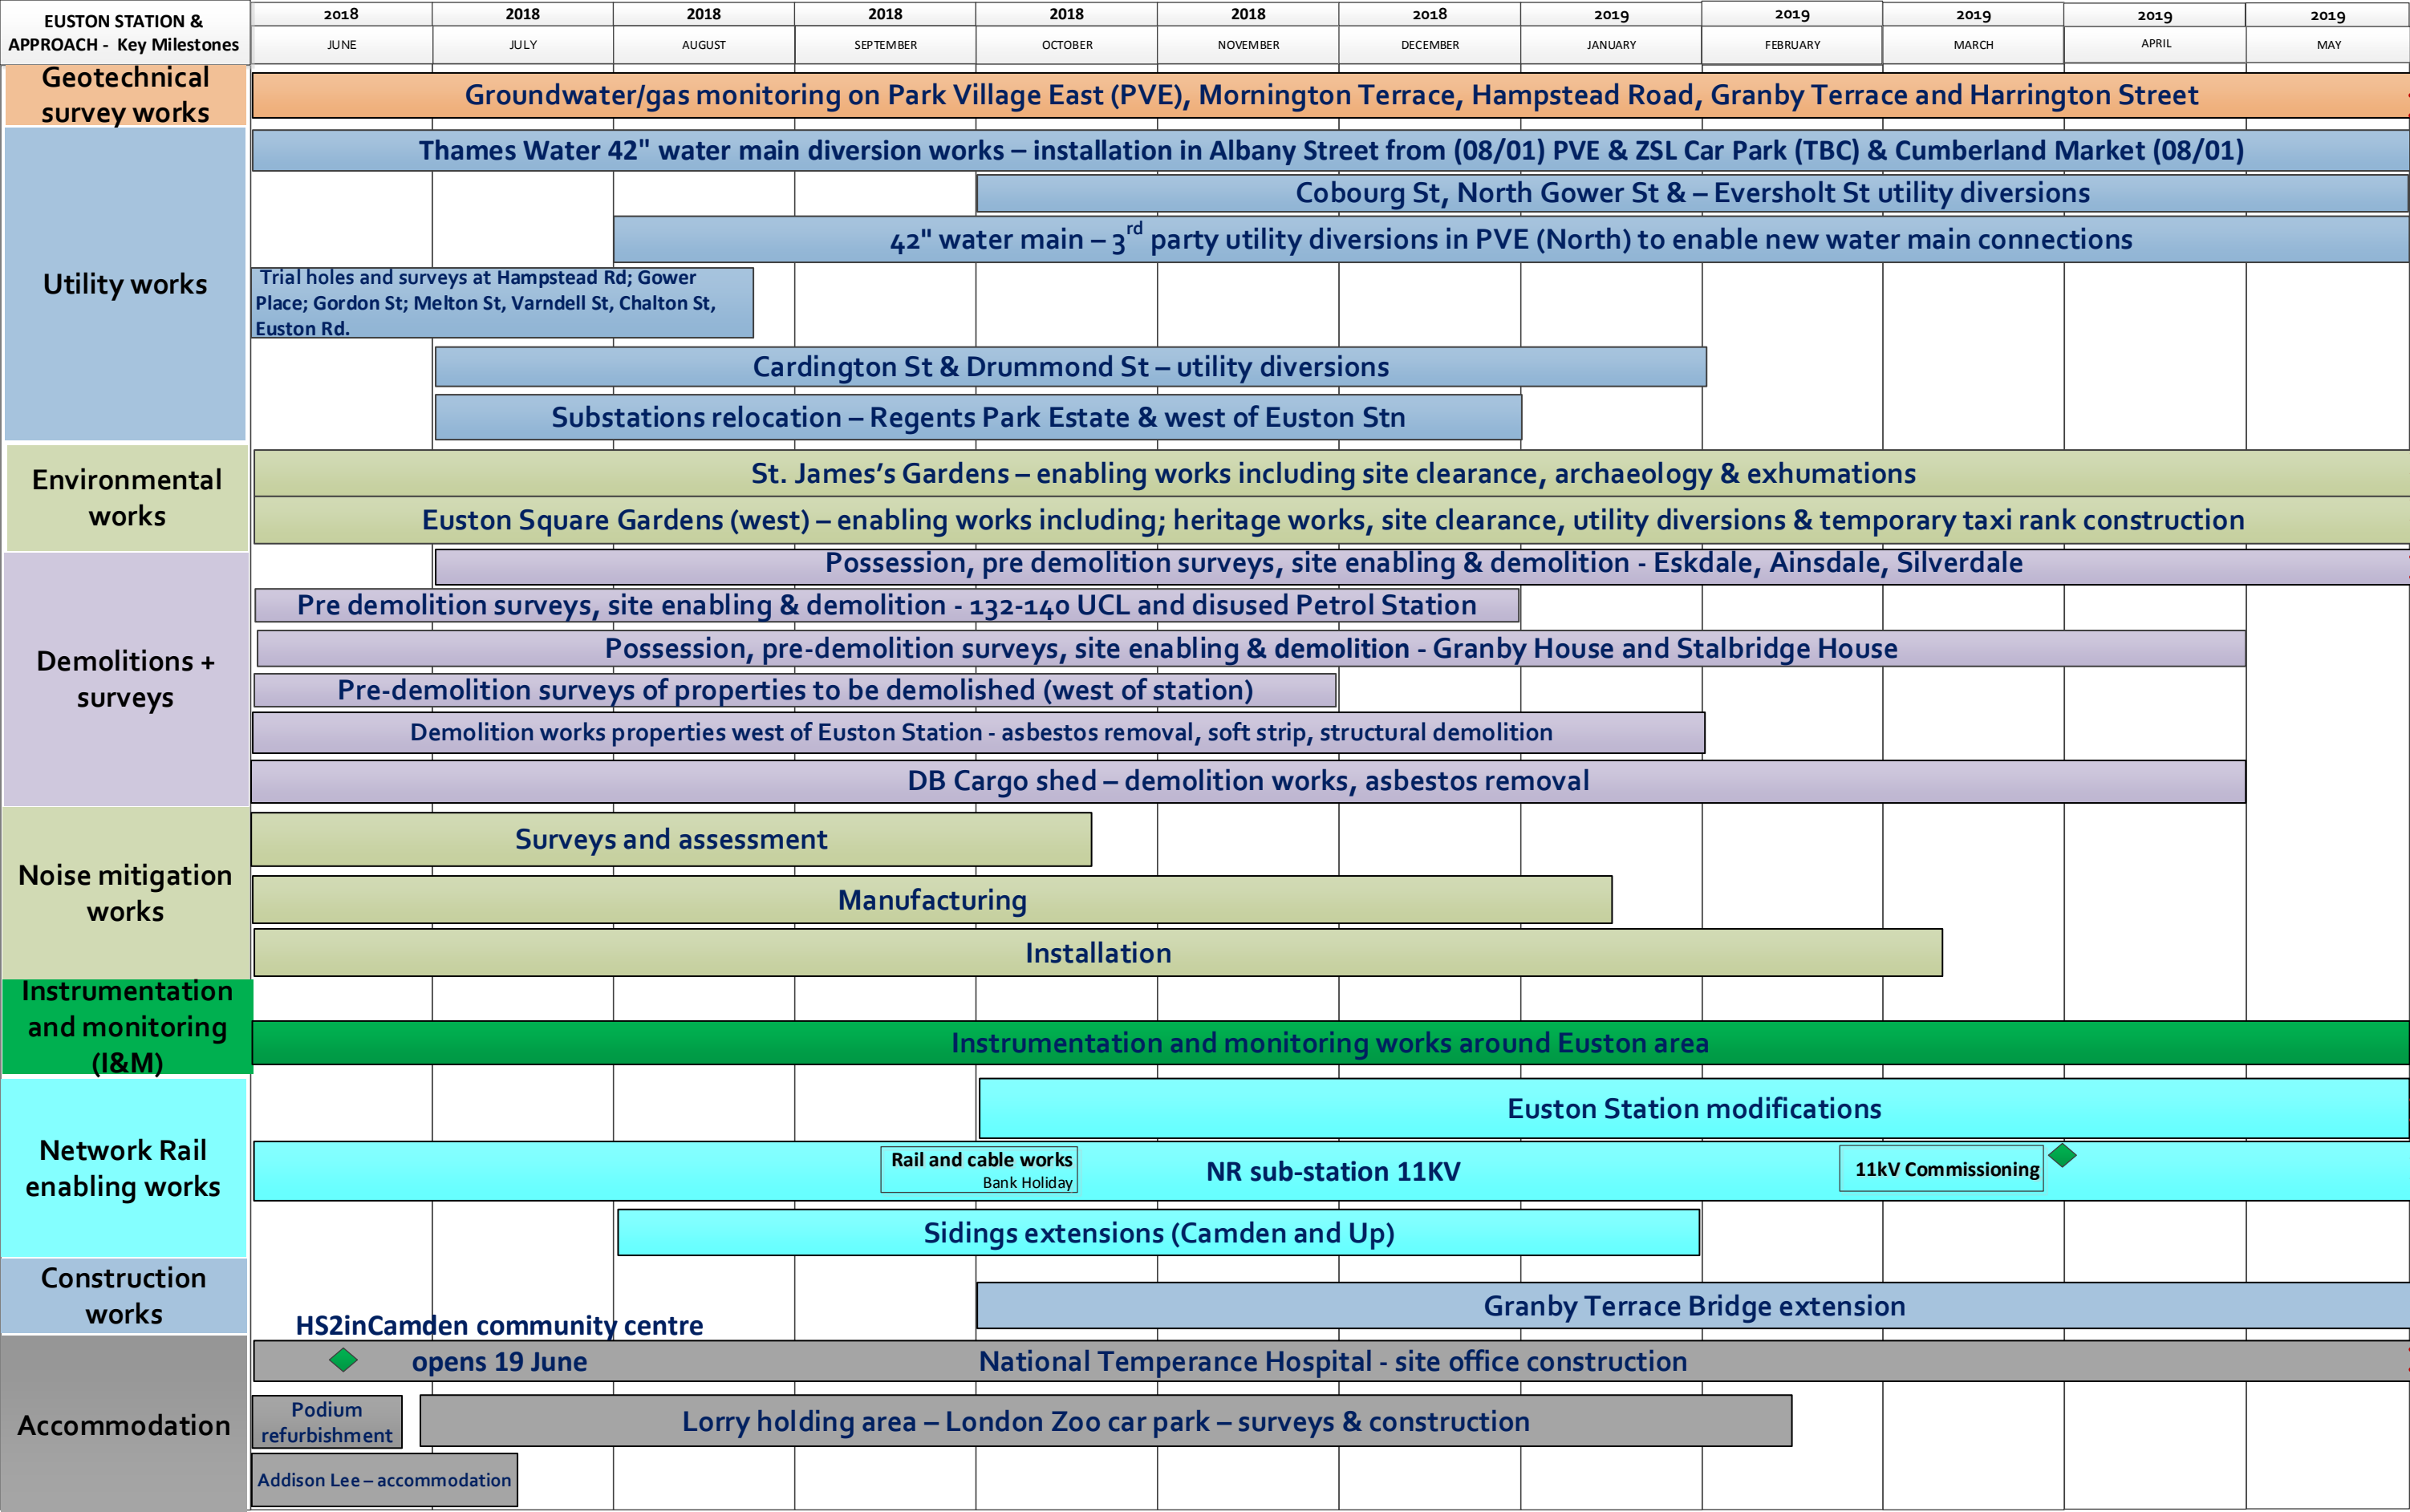 EUSTON STATION &
APPROACH - Key Milestones
2018 2018 2018 2018 2018 2018 2018 2019 2019 2019 2019 2019
JUNE JULY AUGUST SEPTEMBER OCTOBER NOVEMBER DECEMBER JANUARY FEBRUARY MARCH APRIL MAY
Geotechnical
survey works
Groundwater/gas monitoring on Park Village East (PVE), Mornington Terrace, Hampstead Road, Granby Terrace and Harrington Street
Utility works
Thames Water 42" water main diversion works – installation in Albany Street from (08/01) PVE & ZSL Car Park (TBC) & Cumberland Market (08/01)
Cobourg St, North Gower St & – Eversholt St utility diversions
42" water main – 3rd party utility diversions in PVE (North) to enable new water main connections
Trial holes and surveys at Hampstead Rd; Gower
Place; Gordon St; Melton St, Varndell St, Chalton St,
Euston Rd.
Cardington St & Drummond St – utility diversions
Substations relocation – Regents Park Estate & west of Euston Stn
Environmental
works
St. James’s Gardens – enabling works including site clearance, archaeology & exhumations
Euston Square Gardens (west) – enabling works including; heritage works, site clearance, utility diversions & temporary taxi rank construction
Demolitions +
surveys
Possession, pre demolition surveys, site enabling & demolition - Eskdale, Ainsdale, Silverdale
Pre demolition surveys, site enabling & demolition - 132-140 UCL and disused Petrol Station
Possession, pre-demolition surveys, site enabling & demolition - Granby House and Stalbridge House
Pre-demolition surveys of properties to be demolished (west of station)
Demolition works properties west of Euston Station - asbestos removal, soft strip, structural demolition
DB Cargo shed – demolition works, asbestos removal
Noise mitigation
works
Surveys and assessment
Manufacturing
Installation
Instrumentation
and monitoring
(I&M)
Instrumentation and monitoring works around Euston area
Network Rail
enabling works
Euston Station modifications
Rail and cable works
Bank Holiday
NR sub-station 11KV
11kV Commissioning
Sidings extensions (Camden and Up)
Construction
works
Granby Terrace Bridge extension
Accommodation
HS2inCamden community centre
opens 19 June
National Temperance Hospital - site office construction
Podium
refurbishment
Lorry holding area – London Zoo car park – surveys & construction
Addison Lee – accommodation